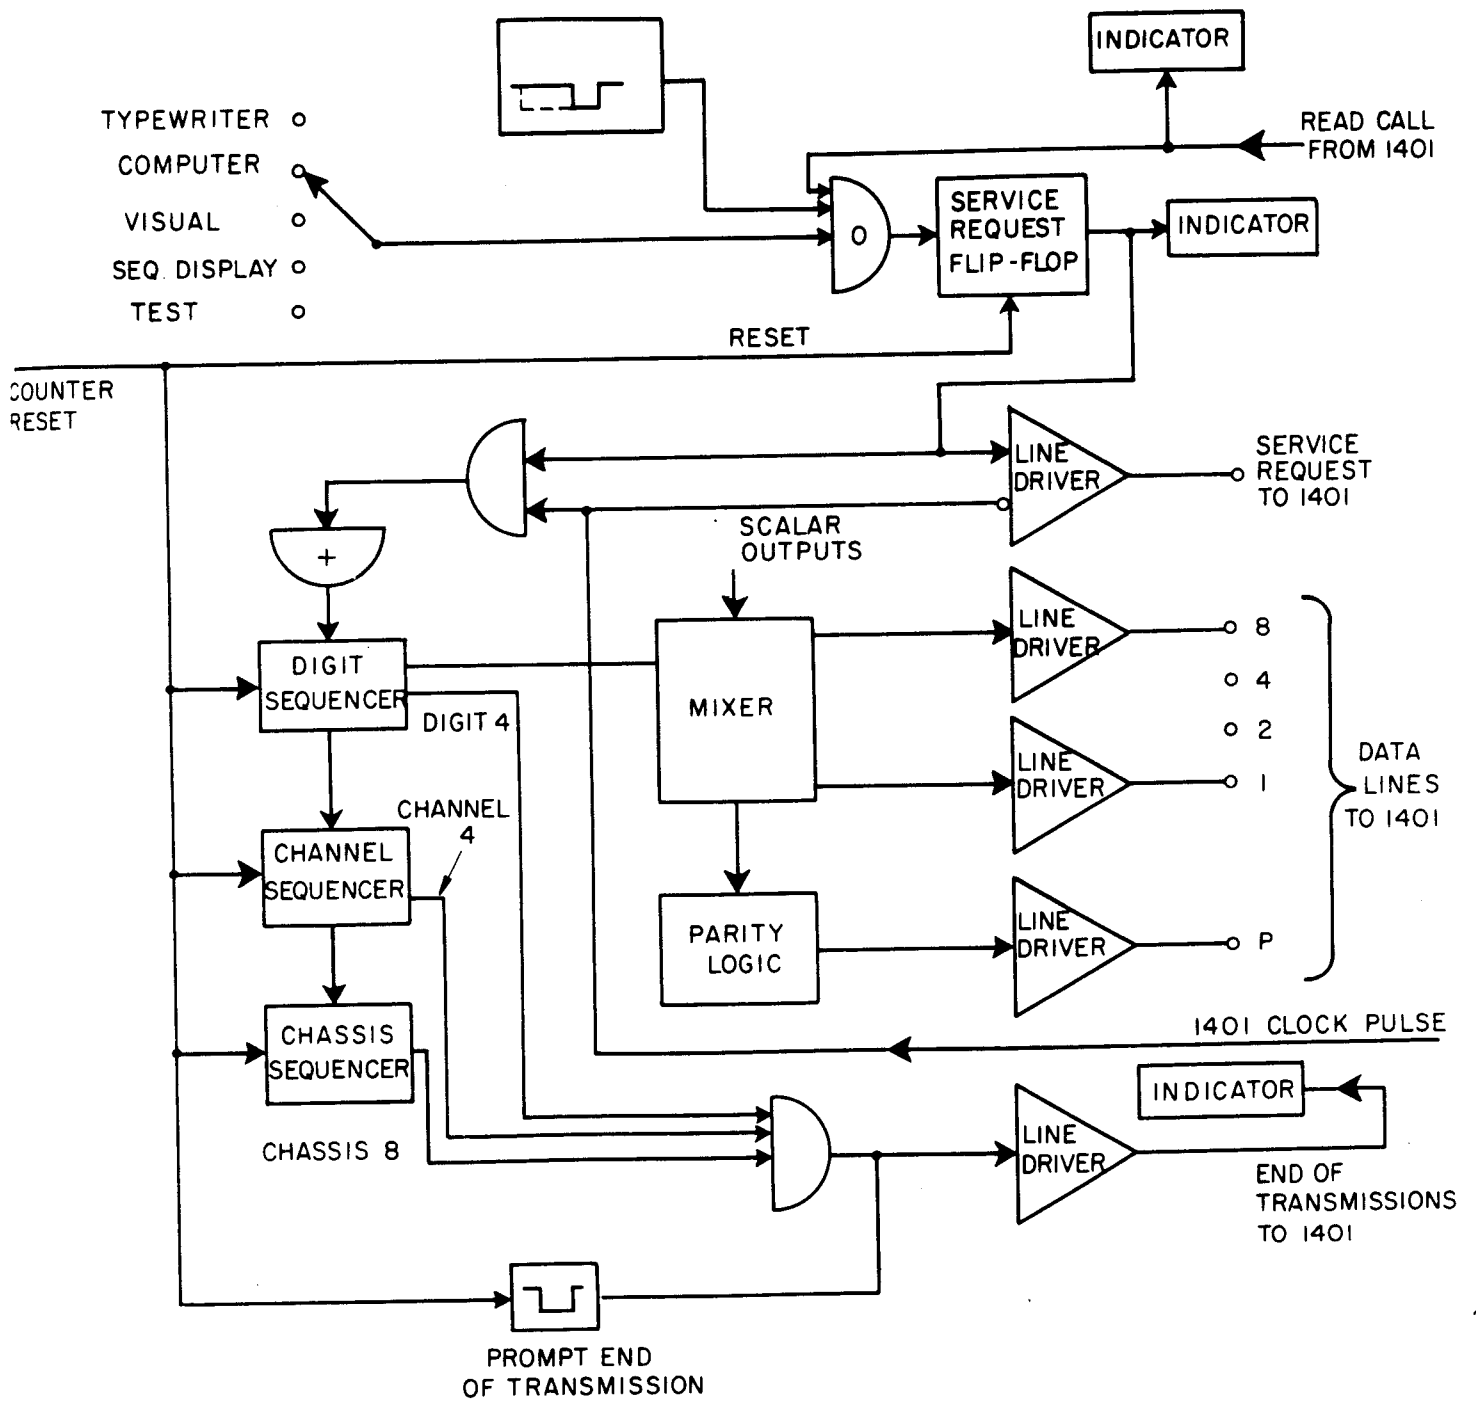 INDICATOR
READ CALL
FROM 1401
TYPEWRITER
COMPUTER
VISUAL
SEQ. DISPLAY
TEST
O
SERVICE
REQUEST
FLIP-FLOP
INDICATOR
RESET
COUNTER
RESET
LINE
DRIVER
SERVICE
REQUEST
TO 1401
SCALAR
OUTPUTS
+
DIGIT
SEQUENCER
DIGIT 4
MIXER
LINE
DRIVER
8
4
2
1
LINE
DRIVER
DATA
LINES
TO 1401
CHANNEL
4
CHANNEL
SEQUENCER
PARITY
LOGIC
LINE
DRIVER
P
1401 CLOCK PULSE
CHASSIS
SEQUENCER
CHASSIS 8
INDICATOR
LINE
DRIVER
END OF
TRANSMISSIONS
TO 1401
PROMPT END
OF TRANSMISSION